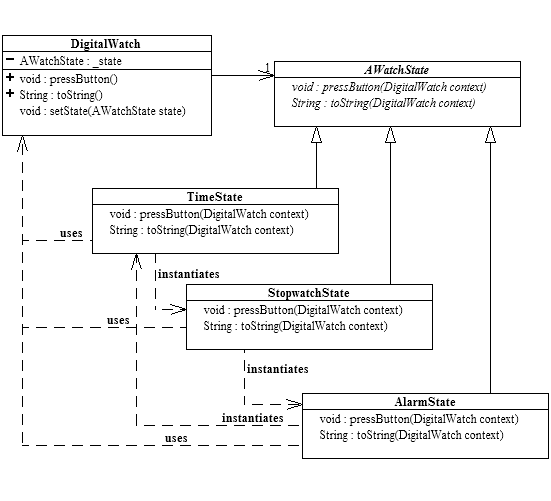 DigitalWatch
− AWatchState : _state
+ void : pressButton()
+ String : toString()
void : setState(AWatchState state)
1
AWatchState
void : pressButton(DigitalWatch context)
String : toString(DigitalWatch context)
TimeState
void : pressButton(DigitalWatch context)
String : toString(DigitalWatch context)
uses
instantiates
StopwatchState
void : pressButton(DigitalWatch context)
String : toString(DigitalWatch context)
uses
instantiates
AlarmState
void : pressButton(DigitalWatch context)
String : toString(DigitalWatch context)
instantiates
uses